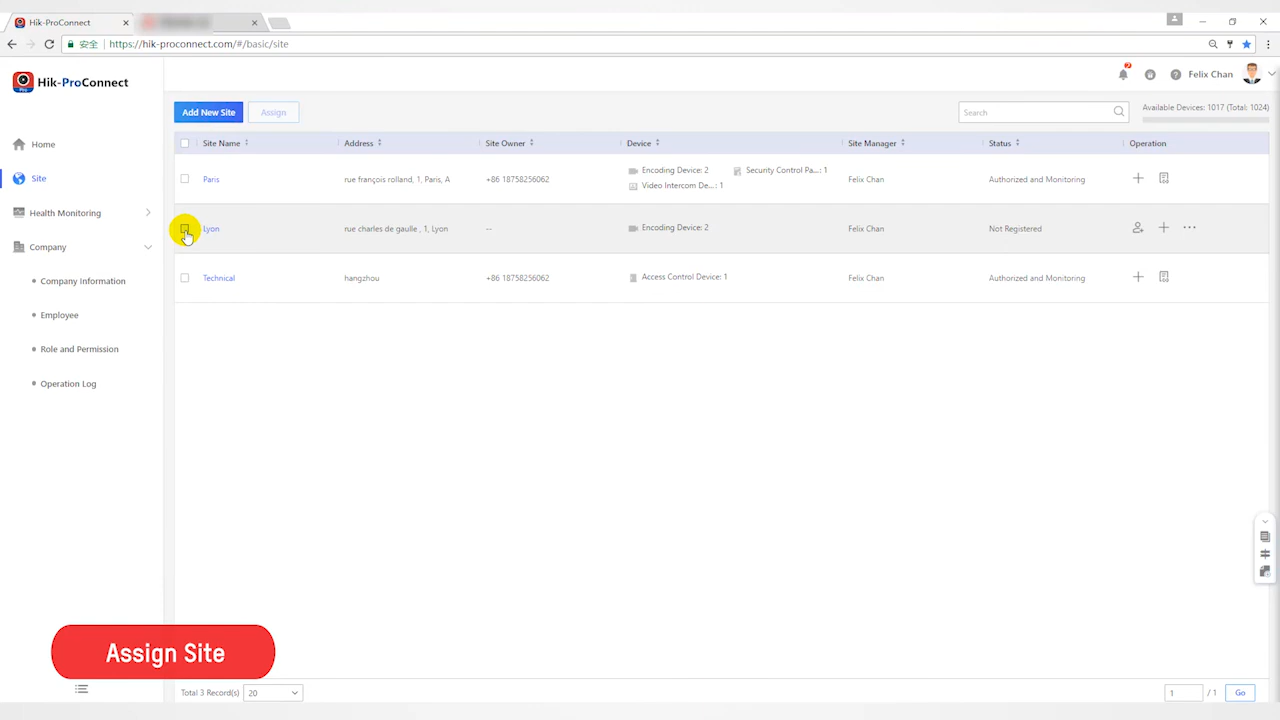 Hik-ProConnect
安全 https://hik-proconnect.com/#/basic/site
Hik-ProConnect
2
Felix Chan
Home
Site
Health Monitoring
Company
Company Information
Employee
Role and Permission
Operation Log
Add New Site
Assign
Search
Available Devices: 1017 (Total: 1024)
Site Name Address Site Owner Device Site Manager Status Operation
Paris rue françois rolland, 1, Paris, A +86 18758256062 Encoding Device: 2 Security Control Pa...: 1 Felix Chan Authorized and Monitoring
Video Intercom De...: 1
Lyon rue charles de gaulle , 1, Lyon -- Encoding Device: 2 Felix Chan Not Registered
Technical hangzhou +86 18758256062 Access Control Device: 1 Felix Chan Authorized and Monitoring
Assign Site
Total 3 Record(s) 20 1 / 1 Go